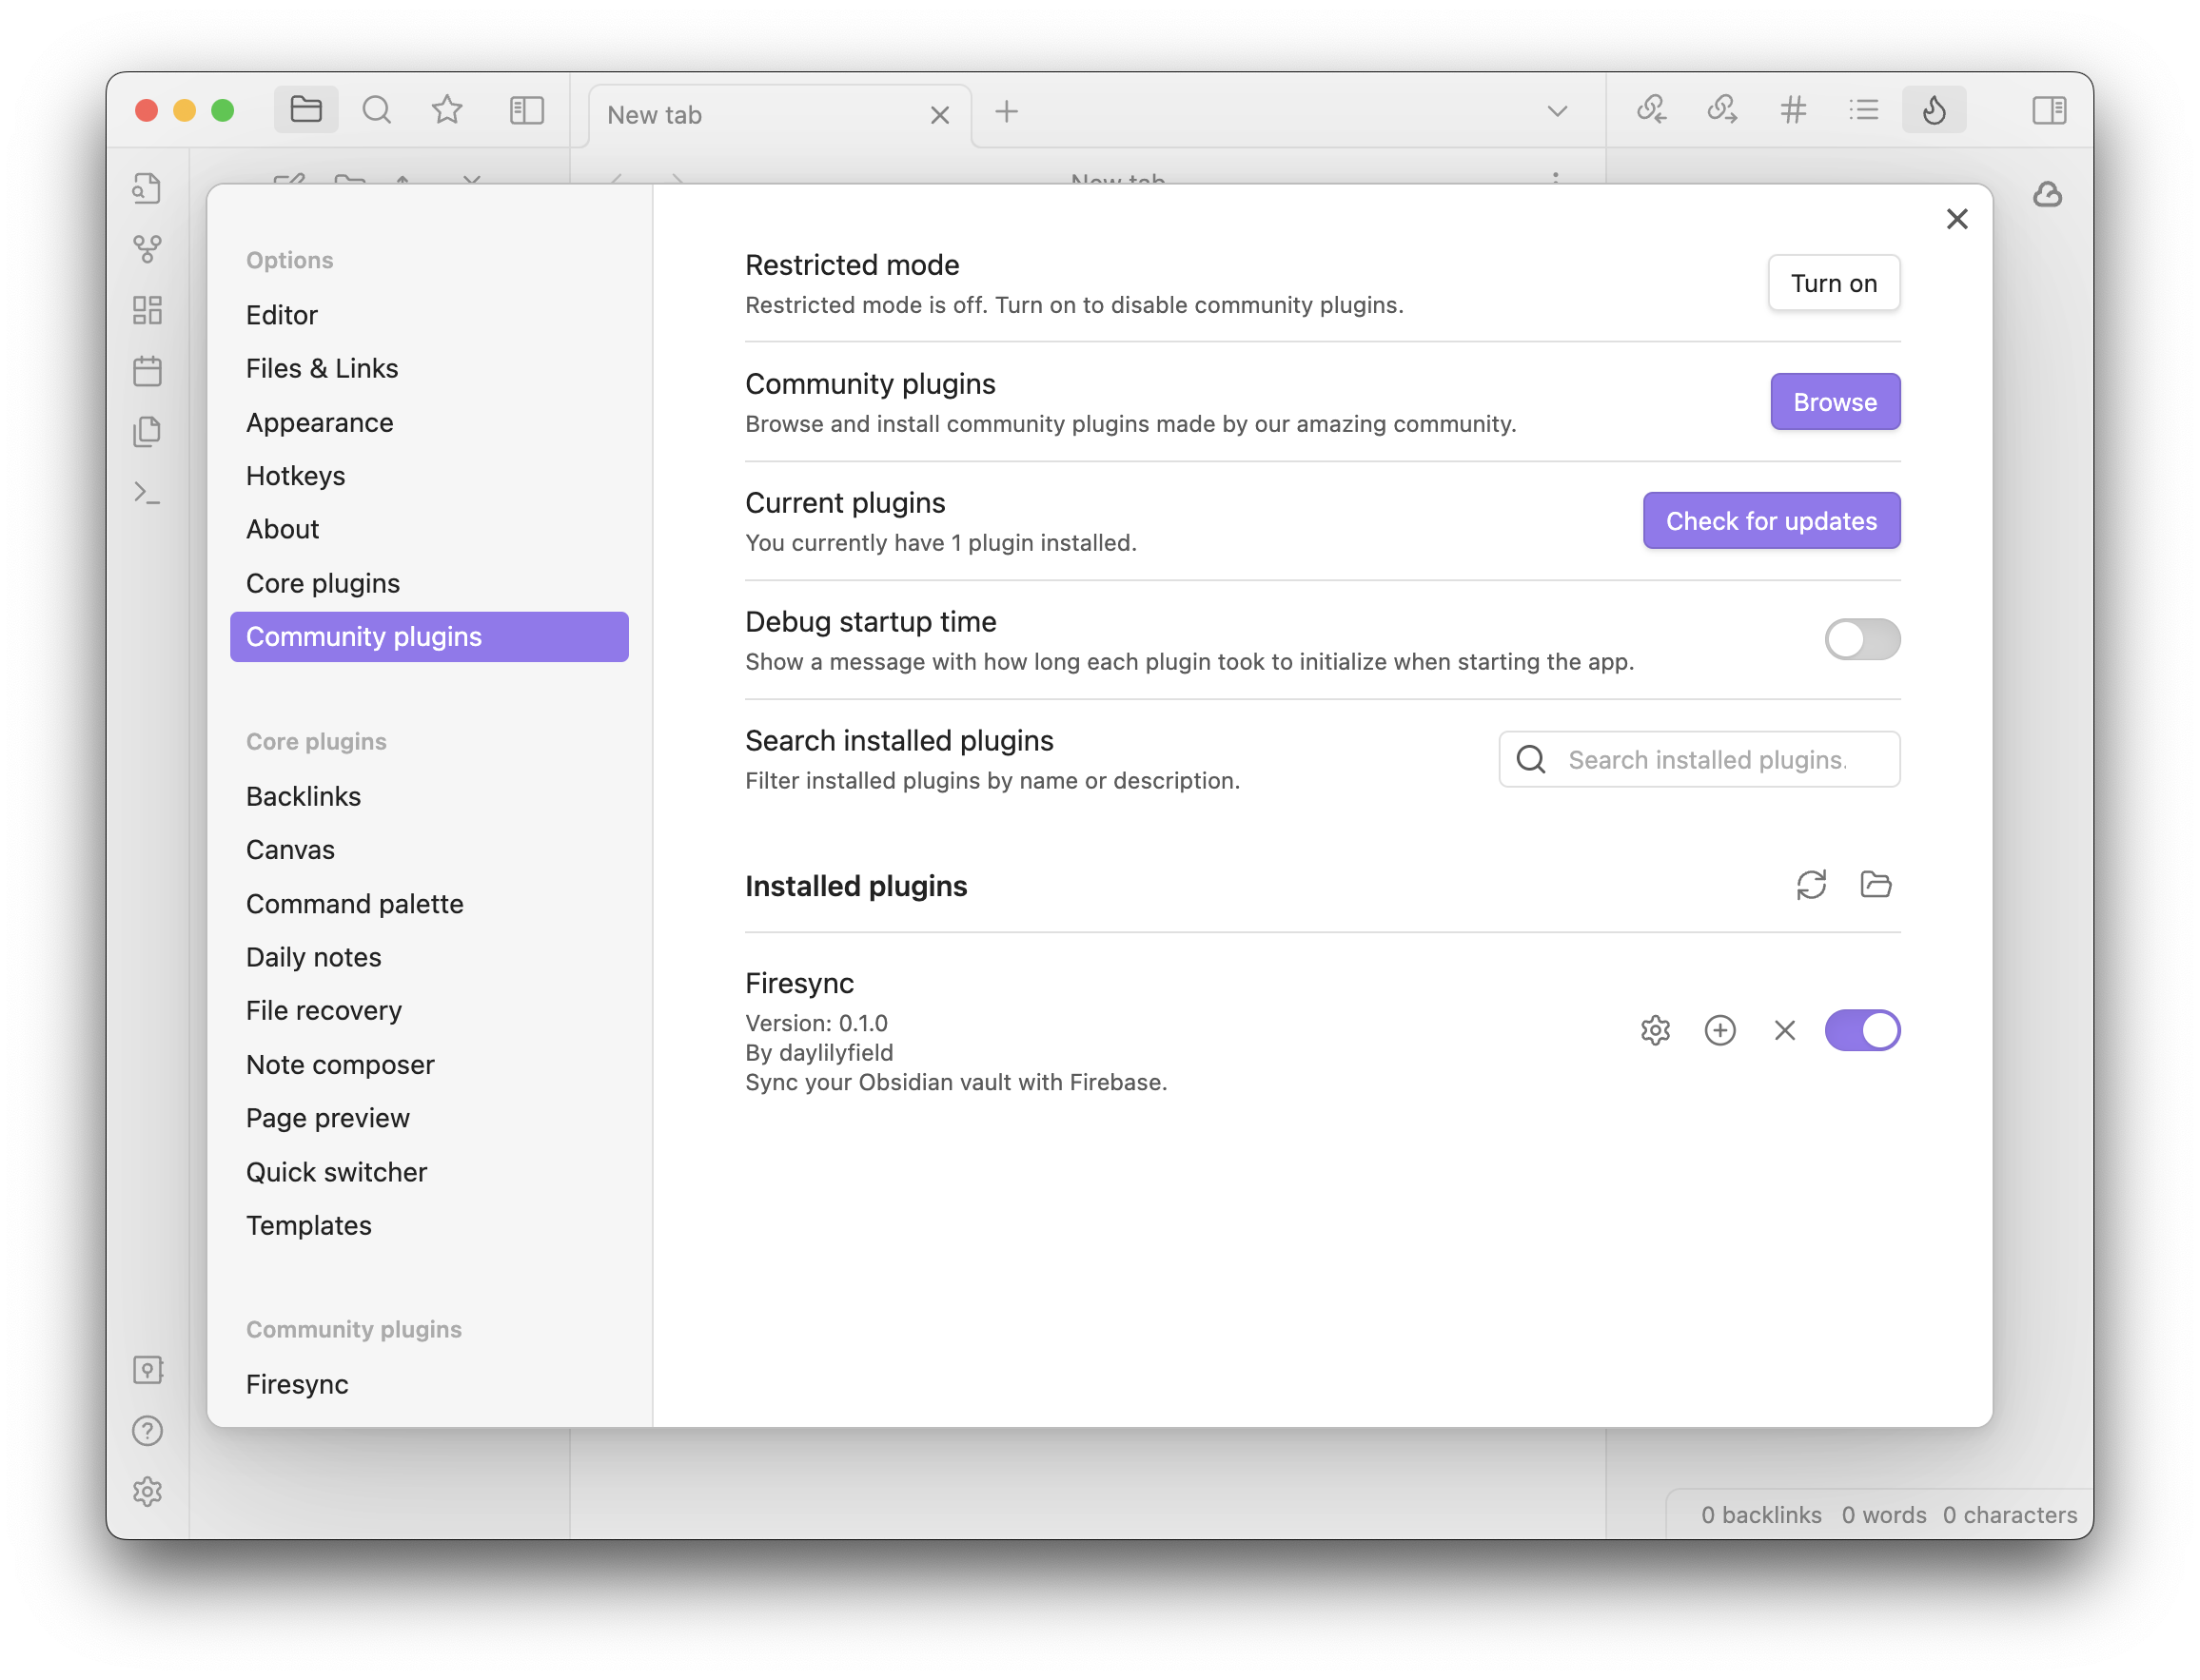 New tab
New tab
Options
Editor
Files & Links
Appearance
Hotkeys
About
Core plugins
Community plugins
Core plugins
Backlinks
Canvas
Command palette
Daily notes
File recovery
Note composer
Page preview
Quick switcher
Templates
Community plugins
Firesync
Restricted mode
Restricted mode is off. Turn on to disable community plugins.
Turn on
Community plugins
Browse and install community plugins made by our amazing community.
Browse
Current plugins
You currently have 1 plugin installed.
Check for updates
Debug startup time
Show a message with how long each plugin took to initialize when starting the app.
Search installed plugins
Filter installed plugins by name or description.
Search installed plugins.
Installed plugins
Firesync
Version: 0.1.0
By daylilyfield
Sync your Obsidian vault with Firebase.
0 backlinks 0 words 0 characters